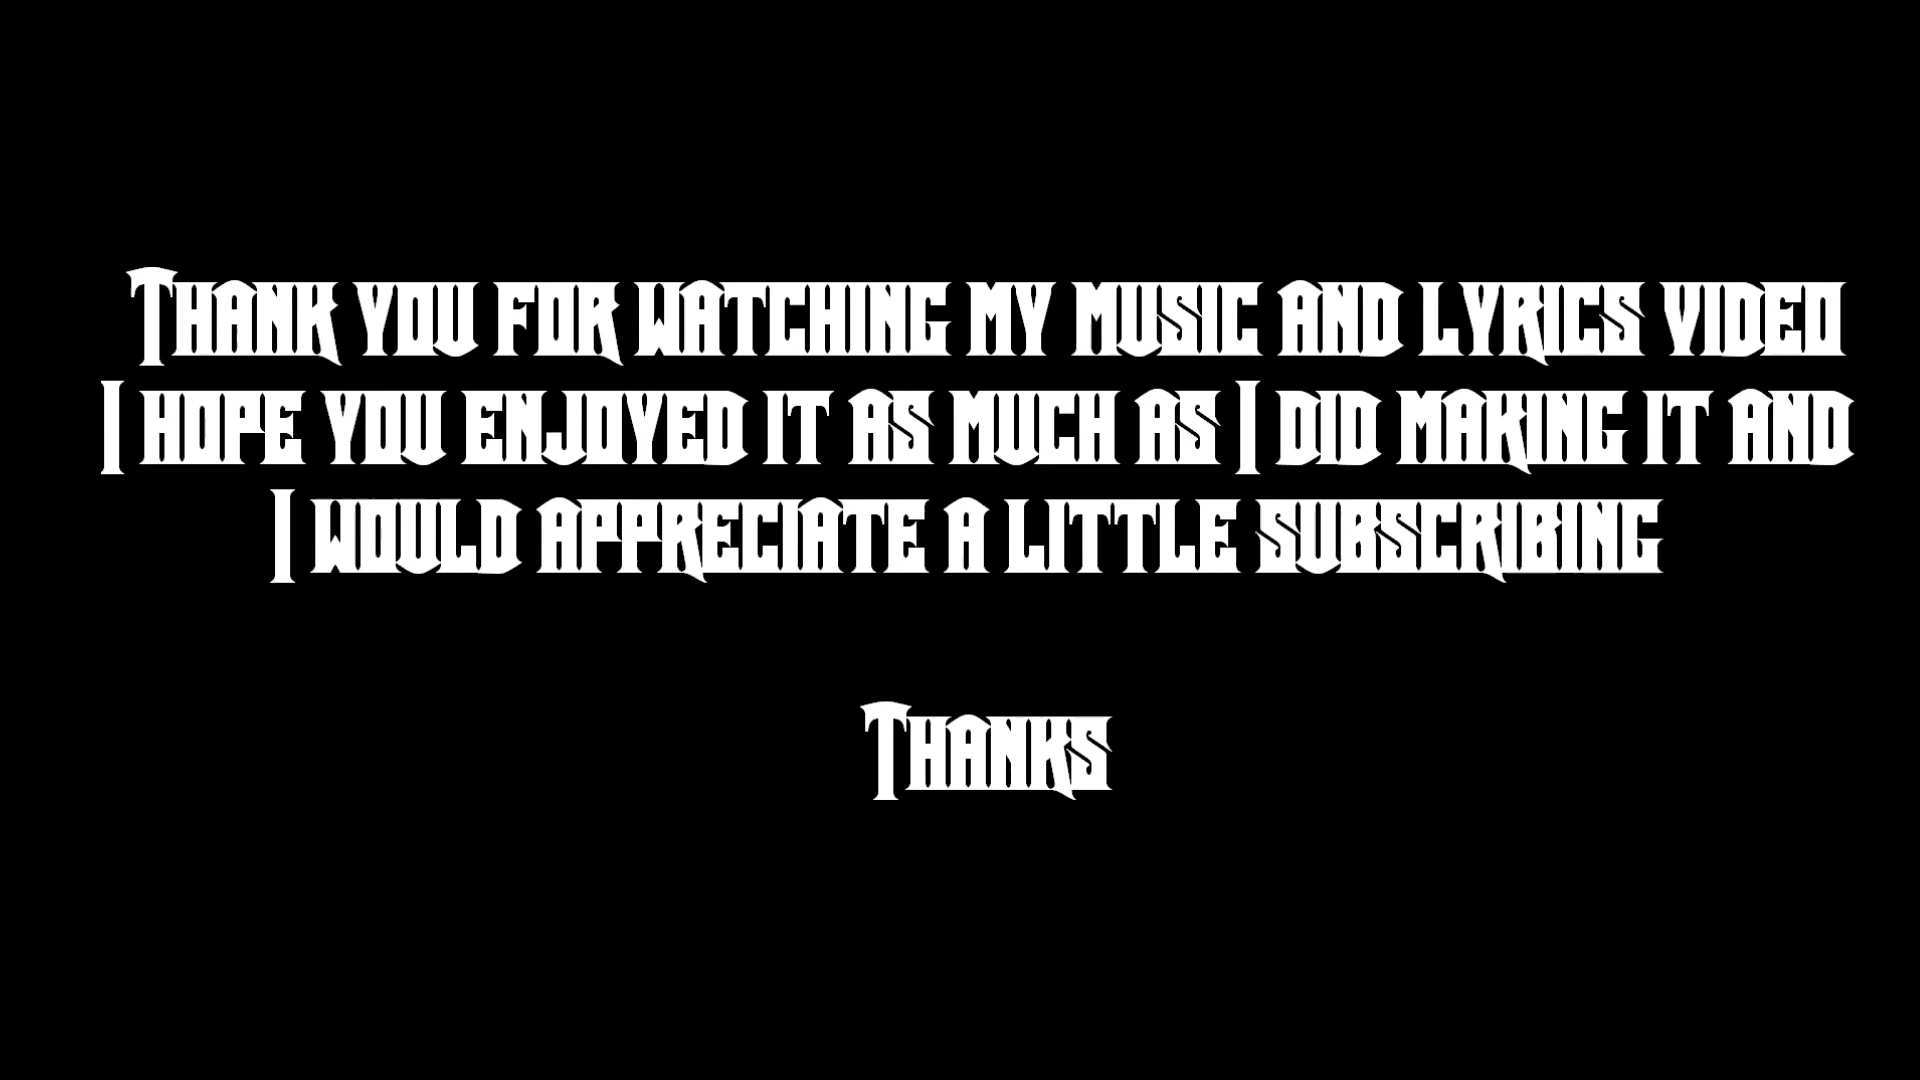 Thank you for watching my music and lyrics video
I hope you enjoyed it as much as I did making it and
I would appreciate a little subscribing
Thanks